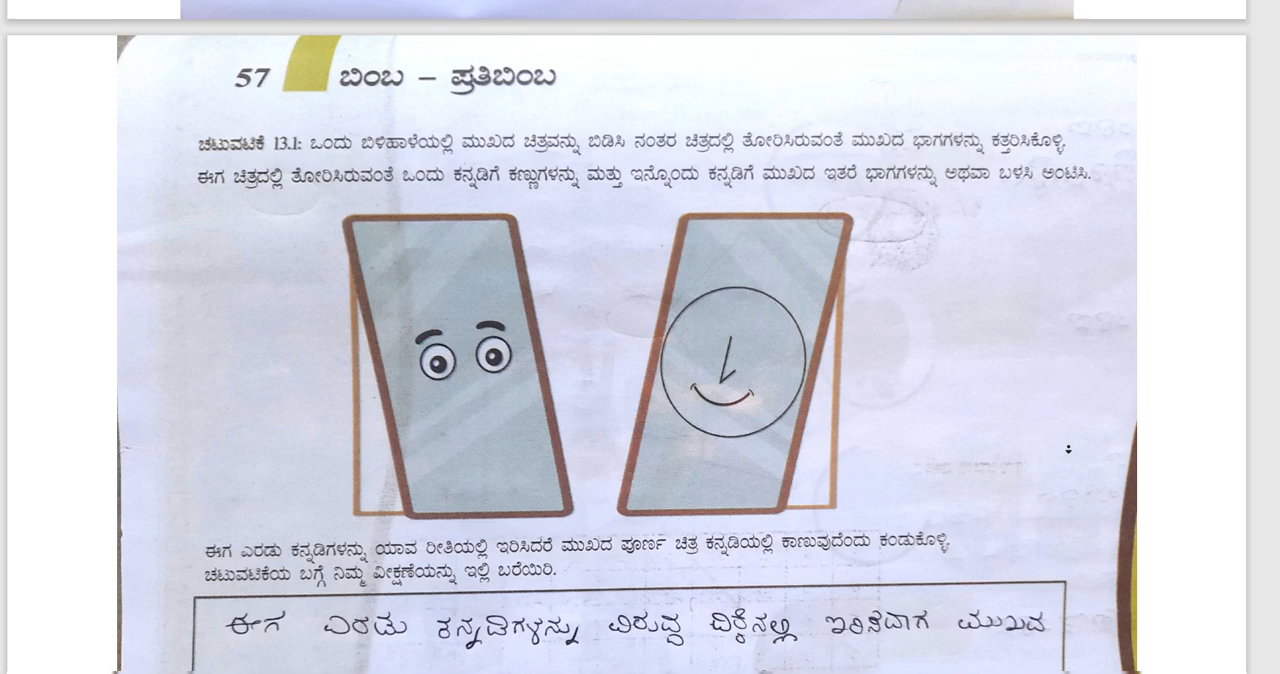 57 ಬಿಂಬ – ಪ್ರತಿಬಿಂಬ
ಚಟುವಟಿಕೆ 13.1: ಒಂದು ಬಿಳಿಹಾಳೆಯಲ್ಲಿ ಮುಖದ ಚಿತ್ರವನ್ನು ಬಿಡಿಸಿ ನಂತರ ಚಿತ್ರದಲ್ಲಿ ತೋರಿಸಿರುವಂತೆ ಮುಖದ ಭಾಗಗಳನ್ನು ಕತ್ತರಿಸಿಕೊಳ್ಳಿ.
ಈಗ ಚಿತ್ರದಲ್ಲಿ ತೋರಿಸಿರುವಂತೆ ಒಂದು ಕನ್ನಡಿಗೆ ಕಣ್ಣುಗಳನ್ನು ಮತ್ತು ಇನ್ನೊಂದು ಕನ್ನಡಿಗೆ ಮುಖದ ಇತರೆ ಭಾಗಗಳನ್ನು ಅಥವಾ ಬಳಸಿ ಅಂಟಿಸಿ.
ಈಗ ಎರಡು ಕನ್ನಡಿಗಳನ್ನು ಯಾವ ರೀತಿಯಲ್ಲಿ ಇರಿಸಿದರೆ ಮುಖದ ಪೂರ್ಣ ಚಿತ್ರ ಕನ್ನಡಿಯಲ್ಲಿ ಕಾಣುವುದೆಂದು ಕಂಡುಕೊಳ್ಳಿ.
ಚಟುವಟಿಕೆಯ ಬಗ್ಗೆ ನಿಮ್ಮ ವೀಕ್ಷಣೆಯನ್ನು ಇಲ್ಲಿ ಬರೆಯಿರಿ.
ಈಗ ಎರಡು ಕನ್ನಡಿಗಳನ್ನು ವಿರುದ್ಧ ದಿಕ್ಕಿನಲ್ಲಿ ಇರಿಸಿದಾಗ ಮುಖದ